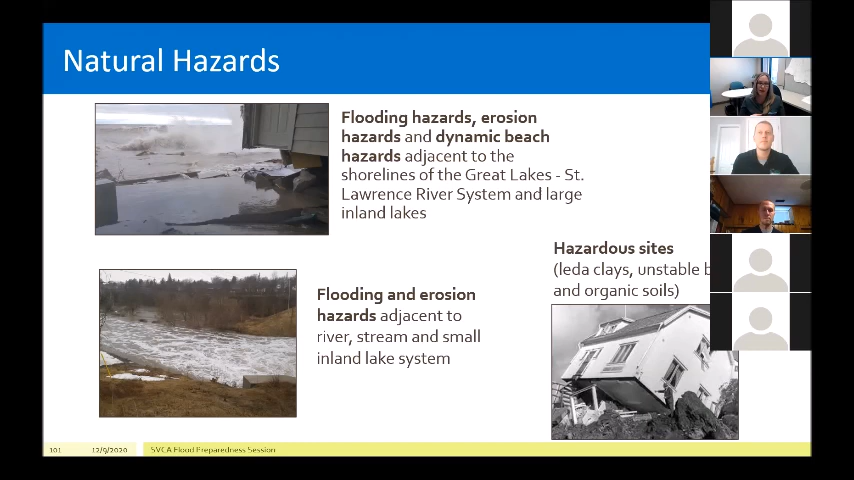 Natural Hazards
Flooding hazards, erosion
hazards and dynamic beach
hazards adjacent to the
shorelines of the Great Lakes - St.
Lawrence River System and large
inland lakes
Hazardous sites
(leda clays, unstable
and organic soils)
Flooding and erosion
hazards adjacent to
river, stream and small
inland lake system
101 12/9/2020 SVCA Flood Preparedness Session